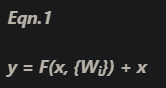 Eqn.1
y = F(x, {Wᵢ}) + x